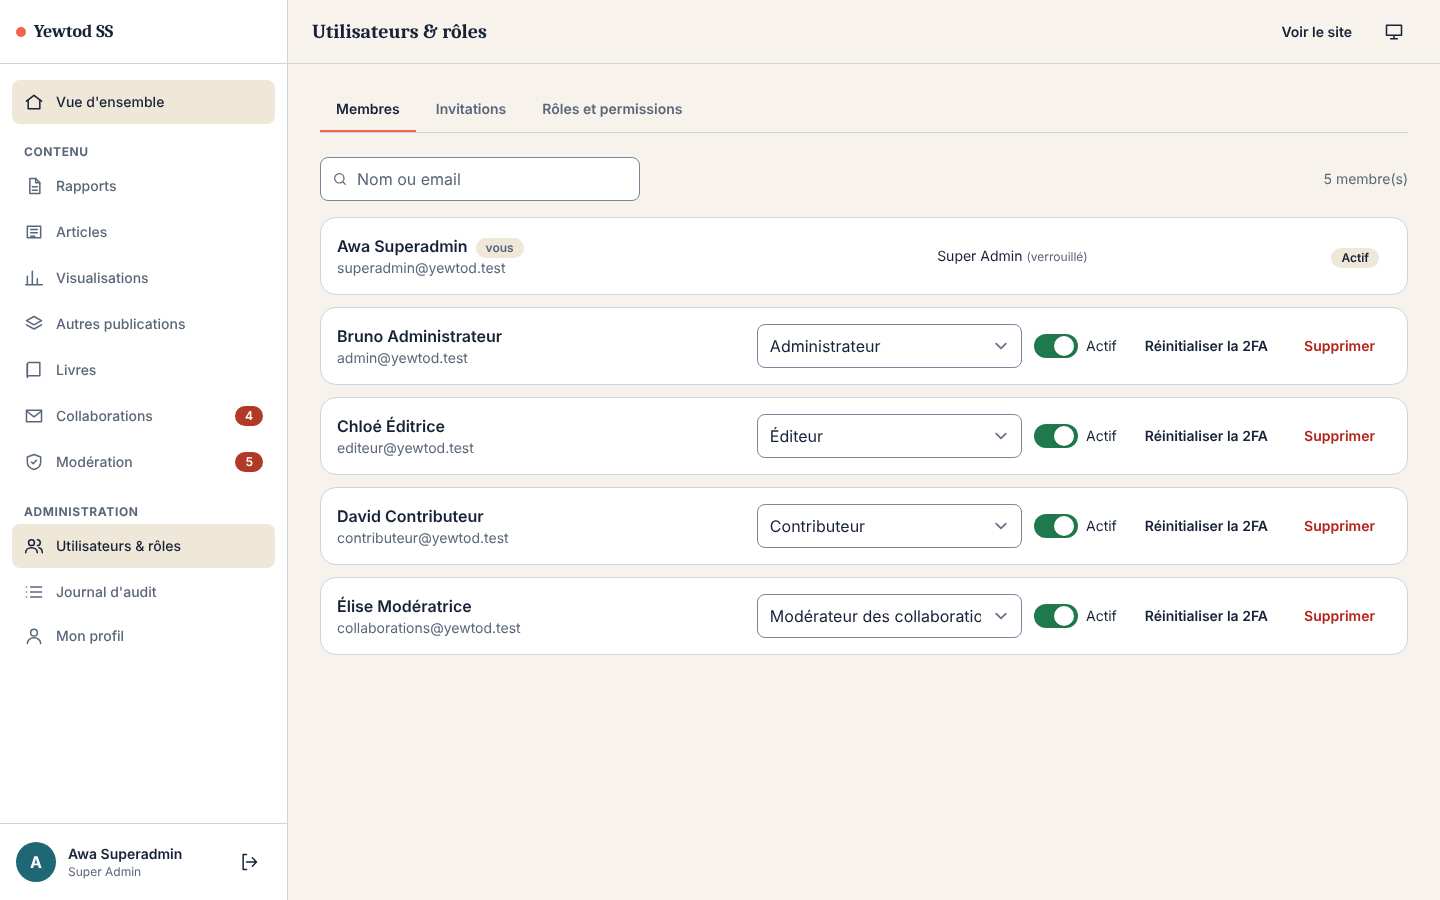 Yewtod SS
Utilisateurs & rôles
Voir le site
Vue d'ensemble
CONTENU
Rapports
Articles
Visualisations
Autres publications
Livres
Collaborations 4
Modération 5
ADMINISTRATION
Utilisateurs & rôles
Journal d'audit
Mon profil
Awa Superadmin
Super Admin
A
Membres Invitations Rôles et permissions
Nom ou email
5 membre(s)
Awa Superadmin vous
superadmin@yewtod.test
Super Admin (verrouillé)
Actif
Bruno Administrateur
admin@yewtod.test
Administrateur
Actif
Réinitialiser la 2FA
Supprimer
Chloé Éditrice
editeur@yewtod.test
Éditeur
Actif
Réinitialiser la 2FA
Supprimer
David Contributeur
contributeur@yewtod.test
Contributeur
Actif
Réinitialiser la 2FA
Supprimer
Élise Modératrice
collaborations@yewtod.test
Modérateur des collaboratio
Actif
Réinitialiser la 2FA
Supprimer